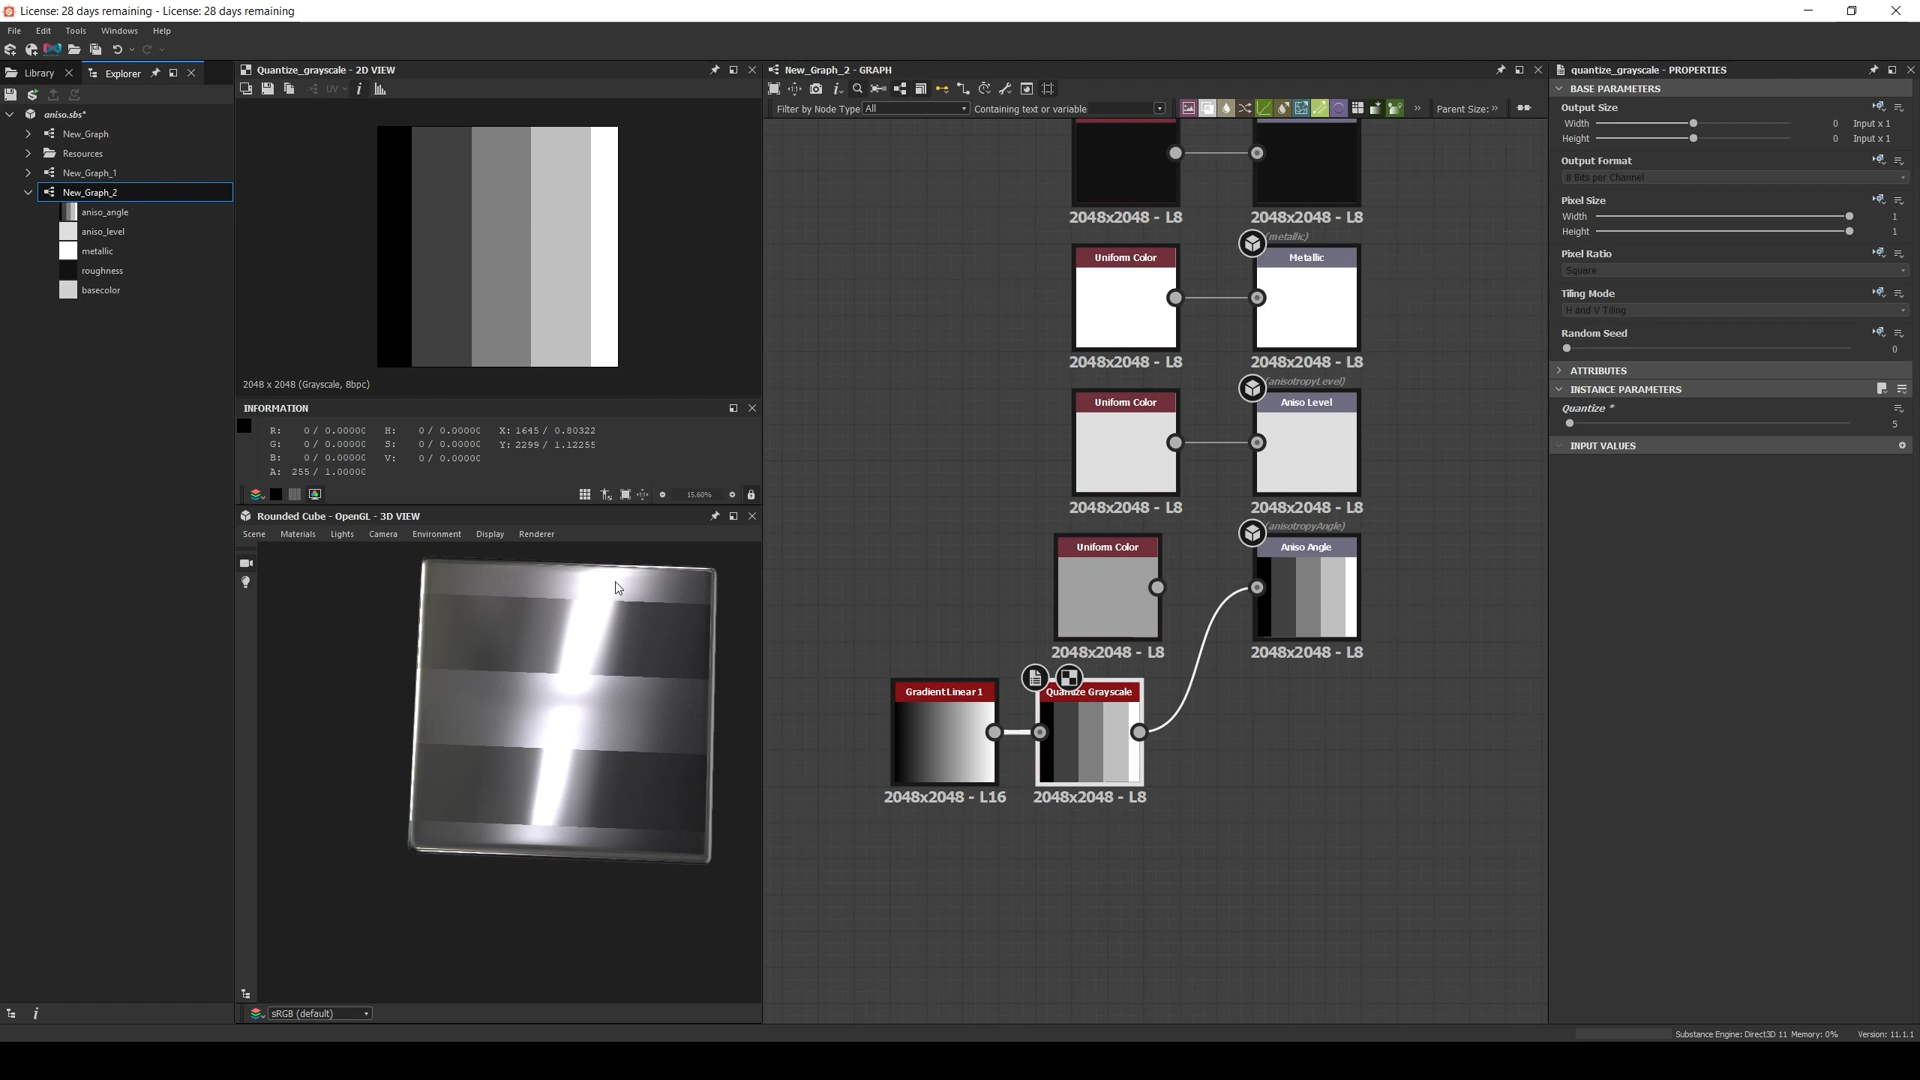 License: 28 days remaining - License: 28 days remaining
File Edit Tools Windows Help
Library Explorer
aniso.sbs*
New_Graph
Resources
New_Graph_1
New_Graph_2
aniso_angle
aniso_level
metallic
roughness
basecolor
Quantize_grayscale - 2D VIEW
UV
2048 x 2048 (Grayscale, 8bpc)
INFORMATION
R: 0 / 0.00000 H: 0 / 0.00000 X: 1645 / 0.80322
G: 0 / 0.00000 S: 0 / 0.00000 Y: 2299 / 1.12255
B: 0 / 0.00000 V: 0 / 0.00000
A: 255 / 1.00000
15.60%
Rounded Cube - OpenGL - 3D VIEW
Scene Materials Lights Camera Environment Display Renderer
sRGB (default)
New_Graph_2 - GRAPH
Filter by Node Type All Containing text or variable Parent Size:
2048x2048 - L8 2048x2048 - L8
(metallic)
Uniform Color Metallic
2048x2048 - L8 2048x2048 - L8
(anisotropyLevel)
Uniform Color Aniso Level
2048x2048 - L8 2048x2048 - L8
(anisotropyAngle)
Uniform Color Aniso Angle
2048x2048 - L8 2048x2048 - L8
Gradient Linear 1 Quantize Grayscale
2048x2048 - L16 2048x2048 - L8
quantize_grayscale - PROPERTIES
BASE PARAMETERS
Output Size
Width 0 Input x 1
Height 0 Input x 1
Output Format
8 Bits per Channel
Pixel Size
Width 1
Height 1
Pixel Ratio
Square
Tiling Mode
H and V Tiling
Random Seed
0
ATTRIBUTES
INSTANCE PARAMETERS
Quantize *
5
INPUT VALUES
Substance Engine: Direct3D 11 Memory: 0% Version: 11.1.1